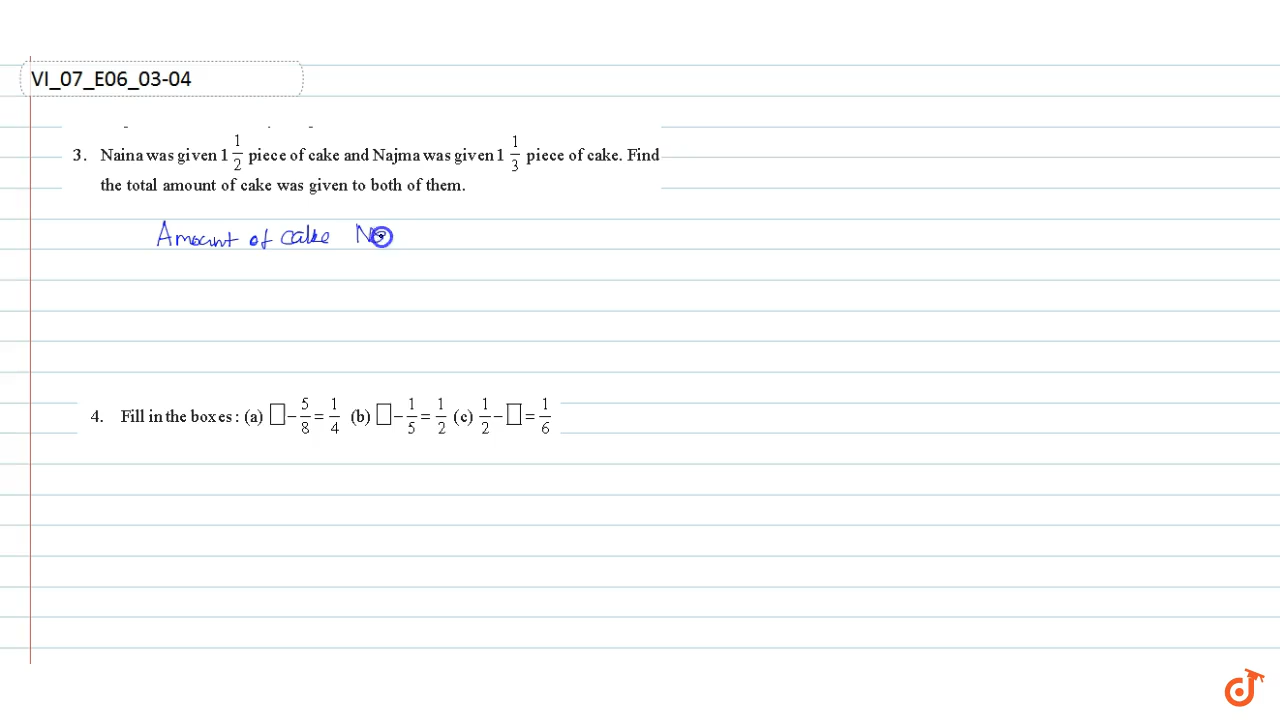 VI_07_E06_03-04
3. Naina was given 1 1/2 piece of cake and Najma was given 1 1/3 piece of cake. Find
the total amount of cake was given to both of them.
Amount of cake
4. Fill in the boxes : (a) □ − 5/8 = 1/4 (b) □ − 1/5 = 1/2 (c) 1/2 − □ = 1/6